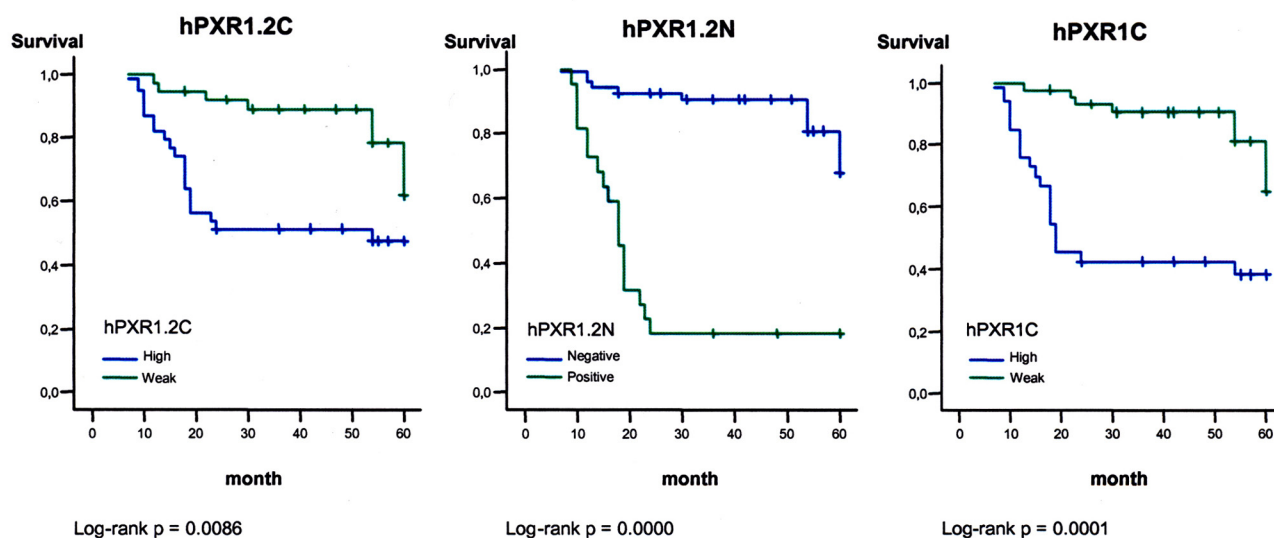 hPXR1.2C
Survival
1,0
0,8
0,6
0,4
0,2
0,0
hPXR1.2C
High
Weak
0 10 20 30 40 50 60
month
Log-rank p = 0.0086
hPXR1.2N
Survival
1,0
0,8
0,6
0,4
0,2
0,0
hPXR1.2N
Negative
Positive
0 10 20 30 40 50 60
month
Log-rank p = 0.0000
hPXR1C
Survival
1,0
0,8
0,6
0,4
0,2
0,0
hPXR1C
High
Weak
0 10 20 30 40 50 60
month
Log-rank p = 0.0001